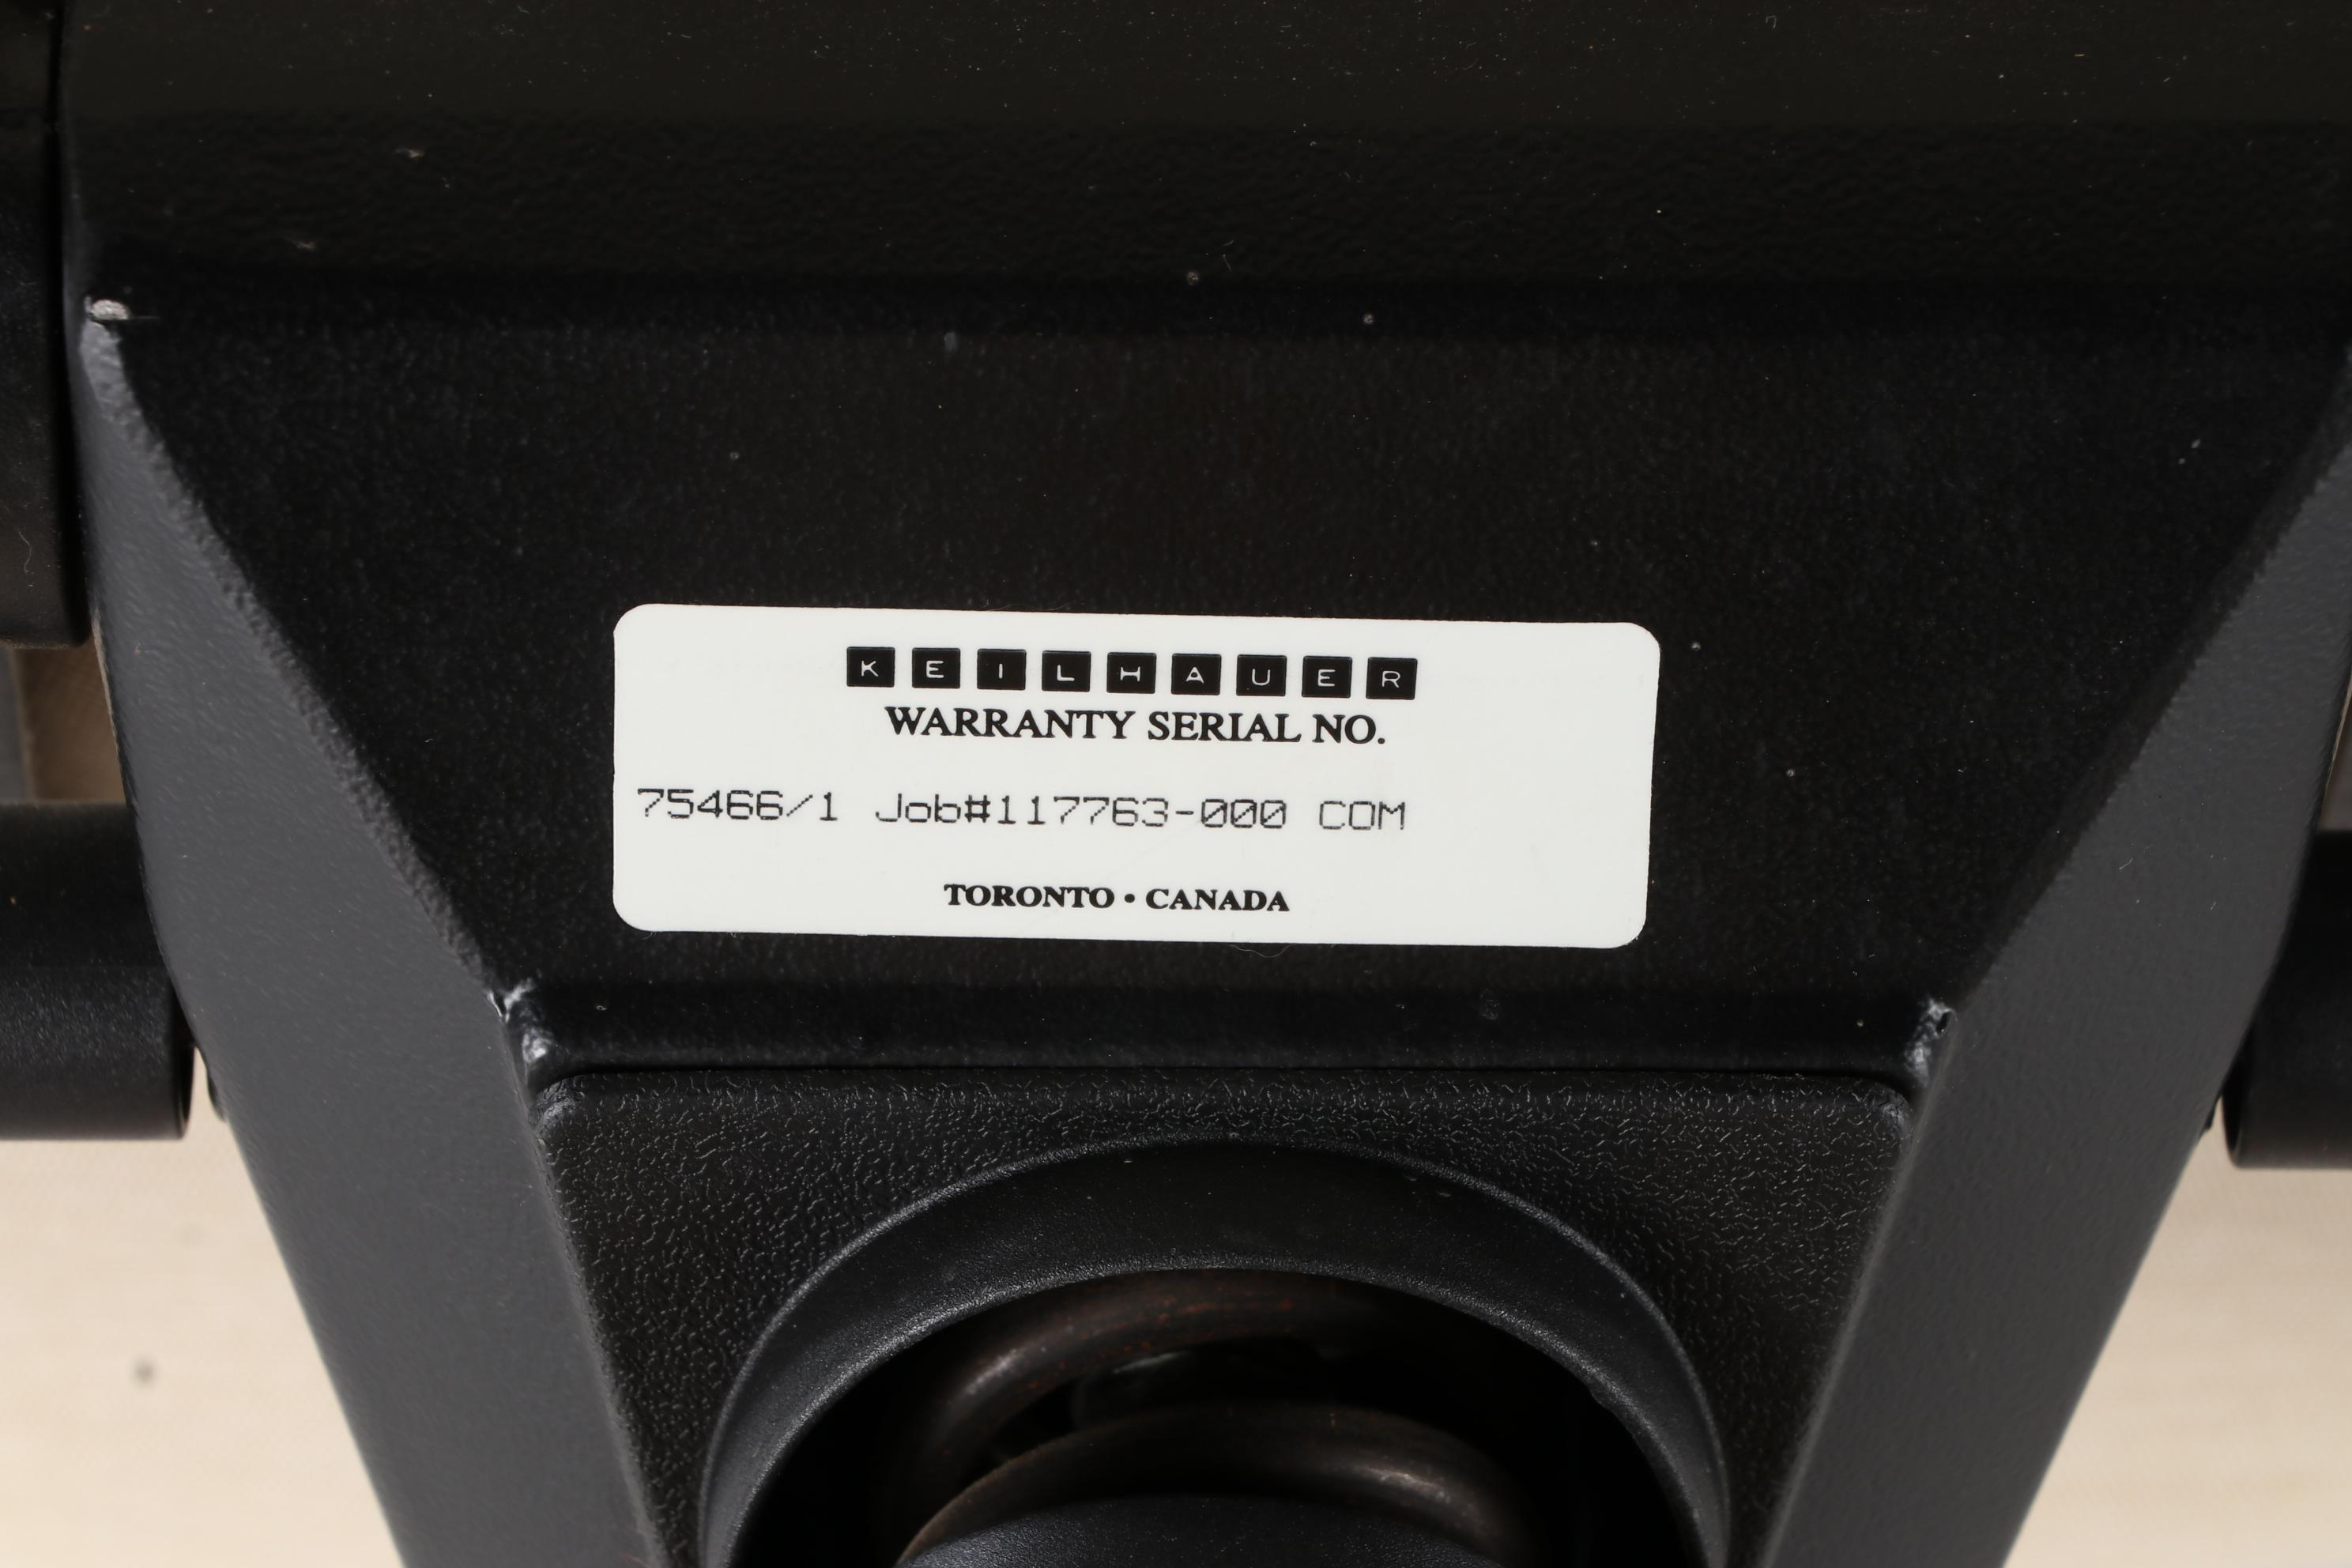 KEILHAUER
WARRANTY SERIAL NO.
75466/1 Job#117763-000 COM
TORONTO • CANADA